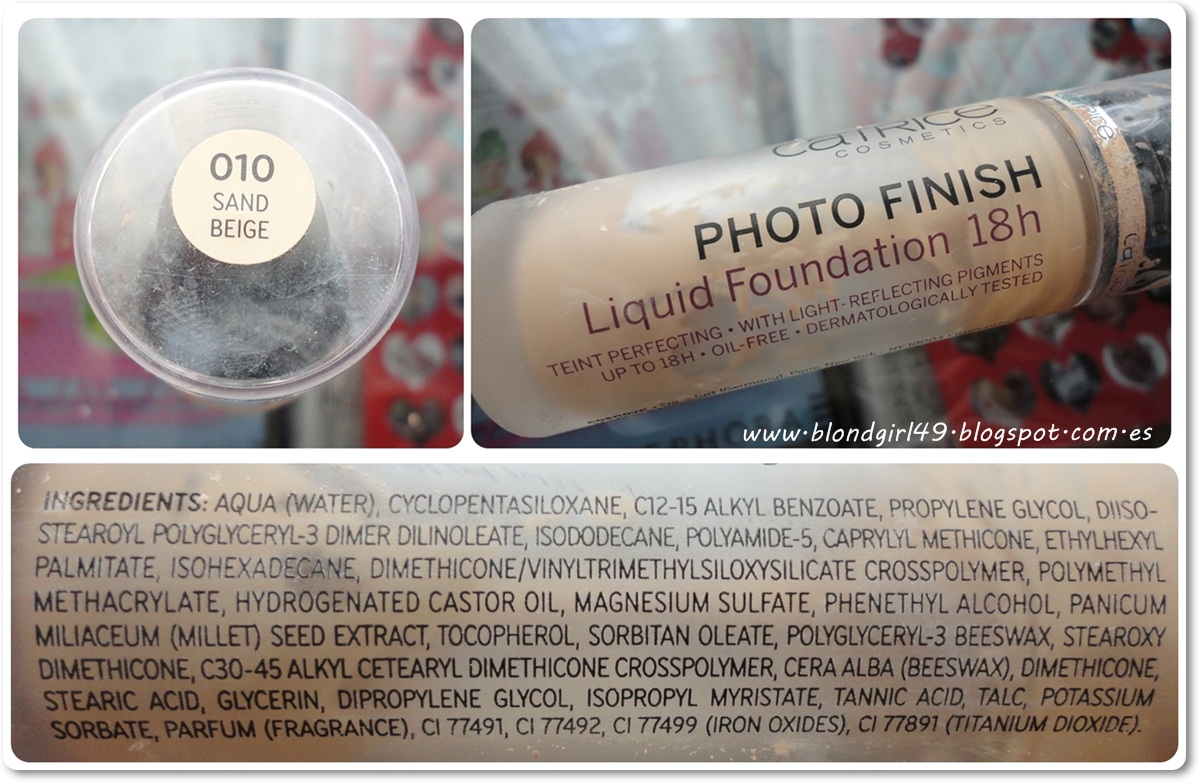 010
SAND
BEIGE
CATRICE
COSMETICS
PHOTO FINISH
Liquid Foundation 18h
TEINT PERFECTING • WITH LIGHT-REFLECTING PIGMENTS
UP TO 18H • OIL-FREE • DERMATOLOGICALLY TESTED
www.blondgirl49.blogspot.com.es
INGREDIENTS: AQUA (WATER), CYCLOPENTASILOXANE, C12-15 ALKYL BENZOATE, PROPYLENE GLYCOL, DIISO-
STEAROYL POLYGLYCERYL-3 DIMER DILINOLEATE, ISODODECANE, POLYAMIDE-5, CAPRYLYL METHICONE, ETHYLHEXYL
PALMITATE, ISOHEXADECANE, DIMETHICONE/VINYLTRIMETHYLSILOXYSILICATE CROSSPOLYMER, POLYMETHYL
METHACRYLATE, HYDROGENATED CASTOR OIL, MAGNESIUM SULFATE, PHENETHYL ALCOHOL, PANICUM
MILIACEUM (MILLET) SEED EXTRACT, TOCOPHEROL, SORBITAN OLEATE, POLYGLYCERYL-3 BEESWAX, STEAROXY
DIMETHICONE, C30-45 ALKYL CETEARYL DIMETHICONE CROSSPOLYMER, CERA ALBA (BEESWAX), DIMETHICONE,
STEARIC ACID, GLYCERIN, DIPROPYLENE GLYCOL, ISOPROPYL MYRISTATE, TANNIC ACID, TALC, POTASSIUM
SORBATE, PARFUM (FRAGRANCE), CI 77491, CI 77492, CI 77499 (IRON OXIDES), CI 77891 (TITANIUM DIOXIDE).